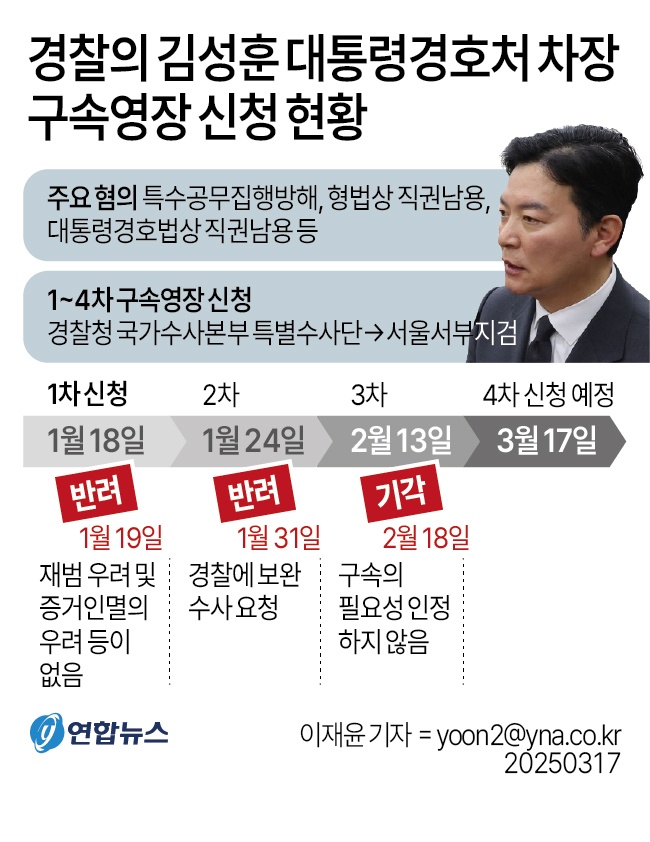 경찰의 김성훈 대통령경호처 차장
구속영장 신청 현황
주요 혐의 특수공무집행방해, 형법상 직권남용,
대통령경호법상 직권남용 등
1~4차 구속영장 신청
경찰청 국가수사본부 특별수사단→서울서부지검
1차 신청
1월 18일
반려
1월 19일
재범 우려 및
증거인멸의
우려 등이
없음
2차
1월 24일
반려
1월 31일
경찰에 보완
수사 요청
3차
2월 13일
기각
2월 18일
구속의
필요성 인정
하지 않음
4차 신청 예정
3월 17일
y 연합뉴스
이재윤 기자 = yoon2@yna.co.kr
20250317